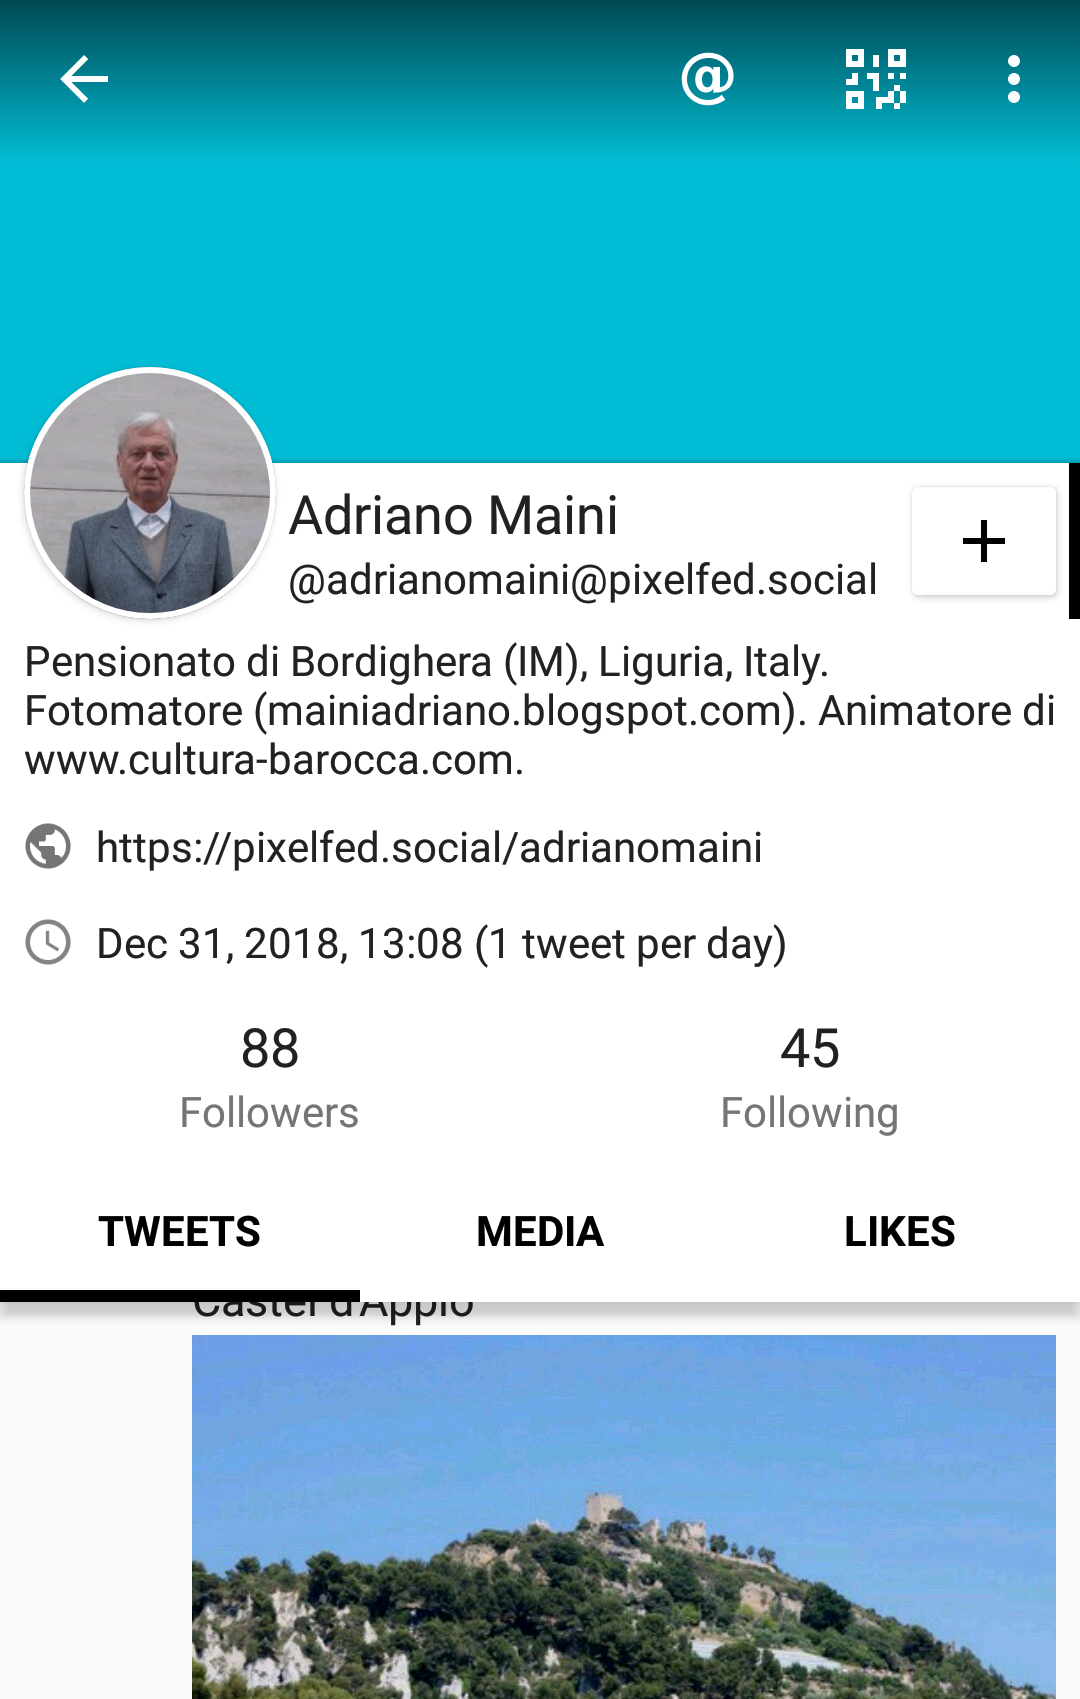 @
Adriano Maini
@adrianomaini@pixelfed.social
Pensionato di Bordighera (IM), Liguria, Italy.
Fotomatore (mainiadriano.blogspot.com). Animatore di
www.cultura-barocca.com.
https://pixelfed.social/adrianomaini
Dec 31, 2018, 13:08 (1 tweet per day)
88
Followers
45
Following
TWEETS
MEDIA
LIKES
Castel d'Appio